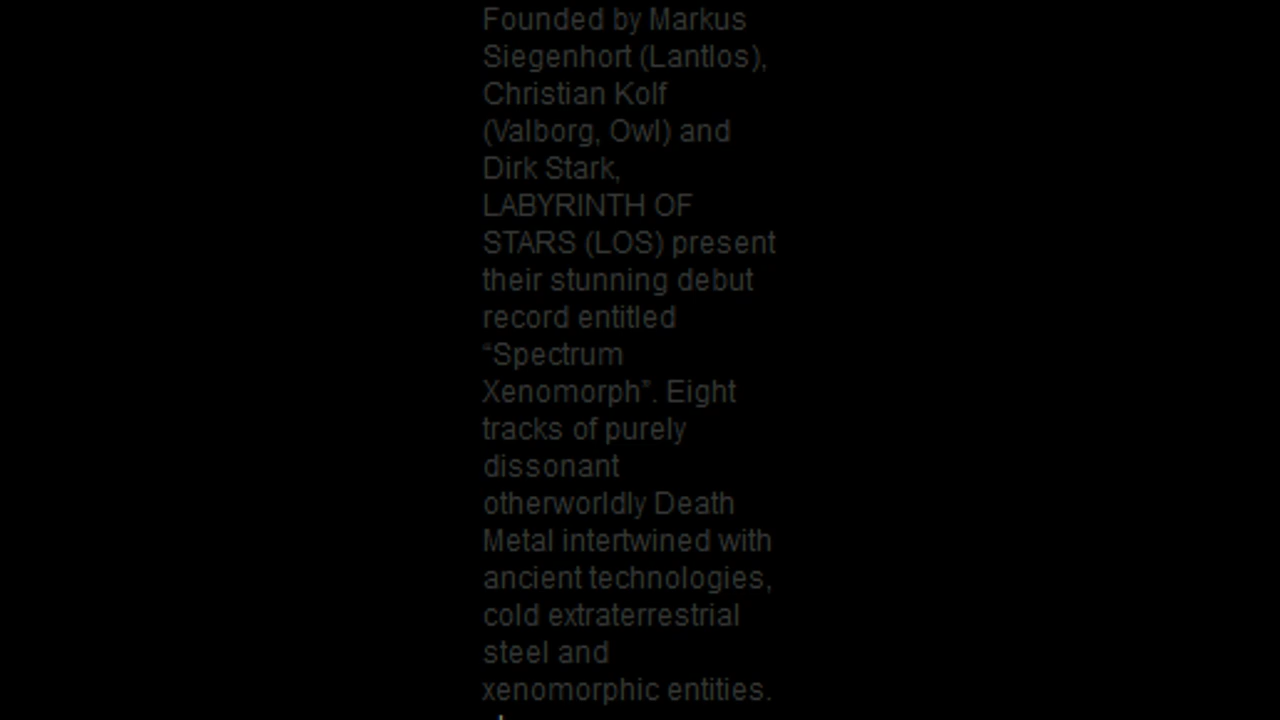 Founded by Markus
Siegenhort (Lantlos),
Christian Kolf
(Valborg, Owl) and
Dirk Stark,
LABYRINTH OF
STARS (LOS) present
their stunning debut
record entitled
“Spectrum
Xenomorph”. Eight
tracks of purely
dissonant
otherworldly Death
Metal intertwined with
ancient technologies,
cold extraterrestrial
steel and
xenomorphic entities.